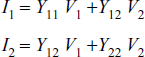 I₁ = Y₁₁ V₁ + Y₁₂ V₂
I₂ = Y₁₂ V₁ + Y₂₂ V₂